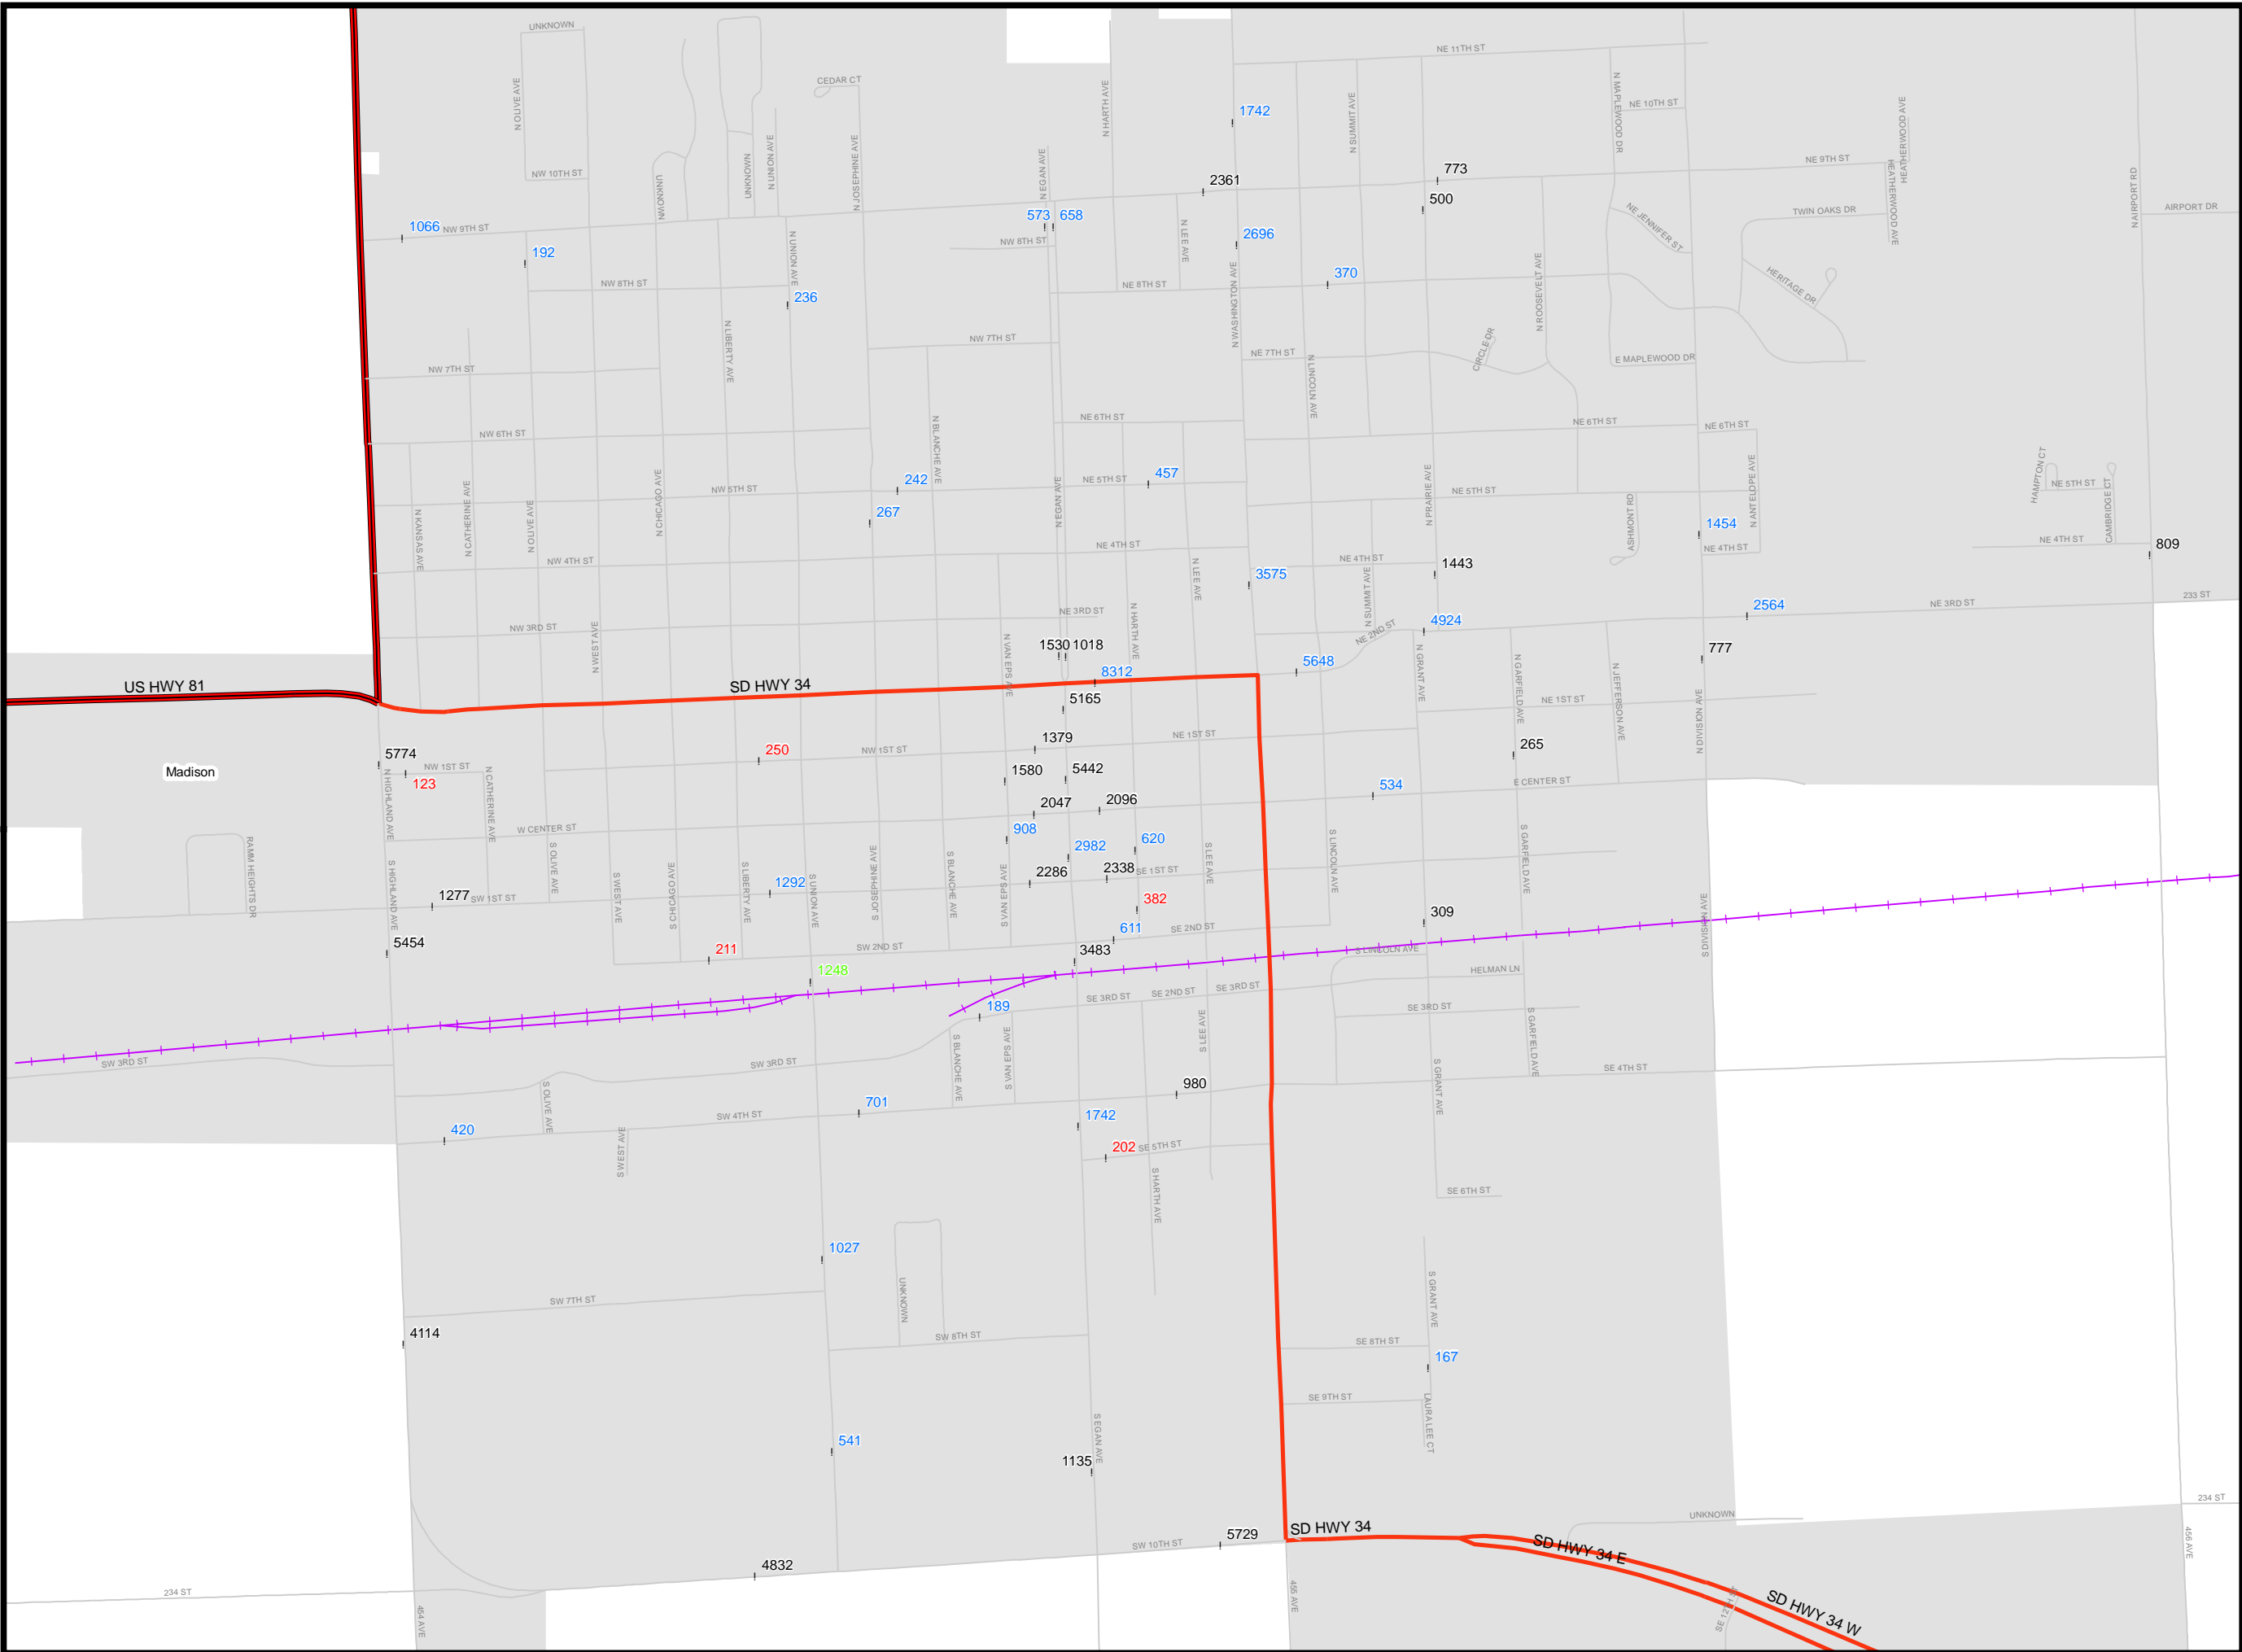 UNKNOWN
NE 11TH ST
CEDAR CT
N OLIVE AVE
N HARTH AVE
1742
N SUMMIT AVE
N MAPLEWOOD DR
NE 10TH ST
HEATHERWOOD AVE
UNKNOWN
N UNION AVE
N JOSEPHINE AVE
N EGAN AVE
NW 10TH ST
UNKNOWN
2361
773
NE 9TH ST
HEATHERWOOD AVE
N AIRPORT RD
500
AIRPORT DR
1066
NW 9TH ST
573
658
N LEE AVE
NE JENNIFER ST
TWIN OAKS DR
192
N UNION AVE
NW 8TH ST
2696
370
236
NW 8TH ST
NE 8TH ST
N WASHINGTON AVE
N ROOSEVELT AVE
HERITAGE DR
N LIBERTY AVE
NW 7TH ST
NW 7TH ST
NE 7TH ST
CIRCLE DR
E MAPLEWOOD DR
N LINCOLN AVE
N BLANCHE AVE
NW 6TH ST
NE 6TH ST
NE 6TH ST
NE 6TH ST
N KANSAS AVE
N CATHERINE AVE
N OLIVE AVE
N CHICAGO AVE
NW 5TH ST
242
267
N EGAN AVE
NE 5TH ST
457
N PRAIRIE AVE
NE 5TH ST
ASHMONT RD
N ANTELOPE AVE
1454
HAMPTON CT
NE 5TH ST
CAMBRIDGE CT
NW 4TH ST
NE 4TH ST
N LEE AVE
3575
NE 4TH ST
N SUMMIT AVE
1443
NE 4TH ST
NE 4TH ST
809
NW 3RD ST
N WEST AVE
N VAN EPS AVE
NE 3RD ST
N HARTH AVE
NE 2ND ST
4924
2564
NE 3RD ST
233 ST
1530
1018
8312
5648
N GRANT AVE
N GARFIELD AVE
N JEFFERSON AVE
777
N DIVISION AVE
US HWY 81
SD HWY 34
5165
NE 1ST ST
5774
Madison
NW 1ST ST
123
N HIGHLAND AVE
N CATHERINE AVE
250
NW 1ST ST
1379
NE 1ST ST
1580
5442
265
534
E CENTER ST
W CENTER ST
2047
2096
908
2982
620
RAMM HEIGHTS DR
S HIGHLAND AVE
S OLIVE AVE
S WEST AVE
S CHICAGO AVE
S LIBERTY AVE
1292
S UNION AVE
S JOSEPHINE AVE
S BLANCHE AVE
S VAN EPS AVE
2286
2338
SE 1ST ST
S LEE AVE
S LINCOLN AVE
S GARFIELD AVE
1277
SW 1ST ST
382
309
S DIVISION AVE
5454
211
SW 2ND ST
611
SE 2ND ST
3483
1248
S LINCOLN AVE
HELMAN LN
189
SE 3RD ST
SE 2ND ST
SE 3RD ST
SE 3RD ST
S GARFIELD AVE
SW 3RD ST
SW 3RD ST
S BLANCHE AVE
S VAN EPS AVE
S LEE AVE
980
SE 4TH ST
S GRANT AVE
S OLIVE AVE
701
SW 4TH ST
1742
420
S WEST AVE
202
SE 5TH ST
S HARTH AVE
SE 6TH ST
1027
UNKNOWN
SW 7TH ST
S GRANT AVE
4114
SW 8TH ST
SE 8TH ST
167
SE 9TH ST
LAURA LEE CT
541
S EGAN AVE
1135
234 ST
UNKNOWN
5729
SD HWY 34
SW 10TH ST
SD HWY 34 E
4832
456 AVE
234 ST
454 AVE
455 AVE
SE 12TH ST
SD HWY 34 W